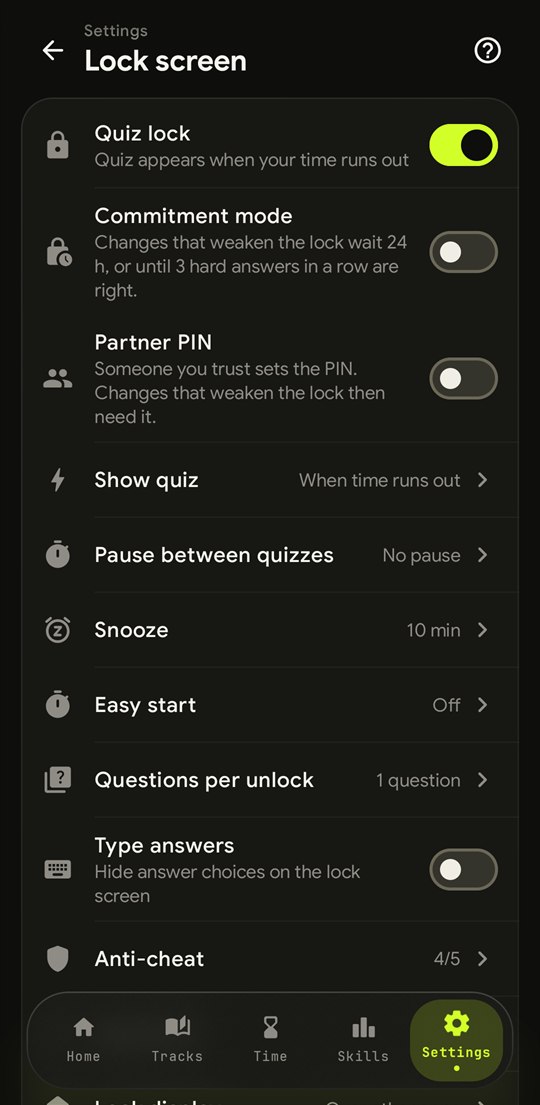 Settings
Lock screen
Quiz lock
Quiz appears when your time runs out
Commitment mode
Changes that weaken the lock wait 24
h, or until 3 hard answers in a row are
right.
Partner PIN
Someone you trust sets the PIN.
Changes that weaken the lock then
need it.
Show quiz When time runs out
Pause between quizzes No pause
Snooze 10 min
Easy start Off
Questions per unlock 1 question
Type answers
Hide answer choices on the lock
screen
Anti-cheat 4/5
Home Tracks Time Skills Settings